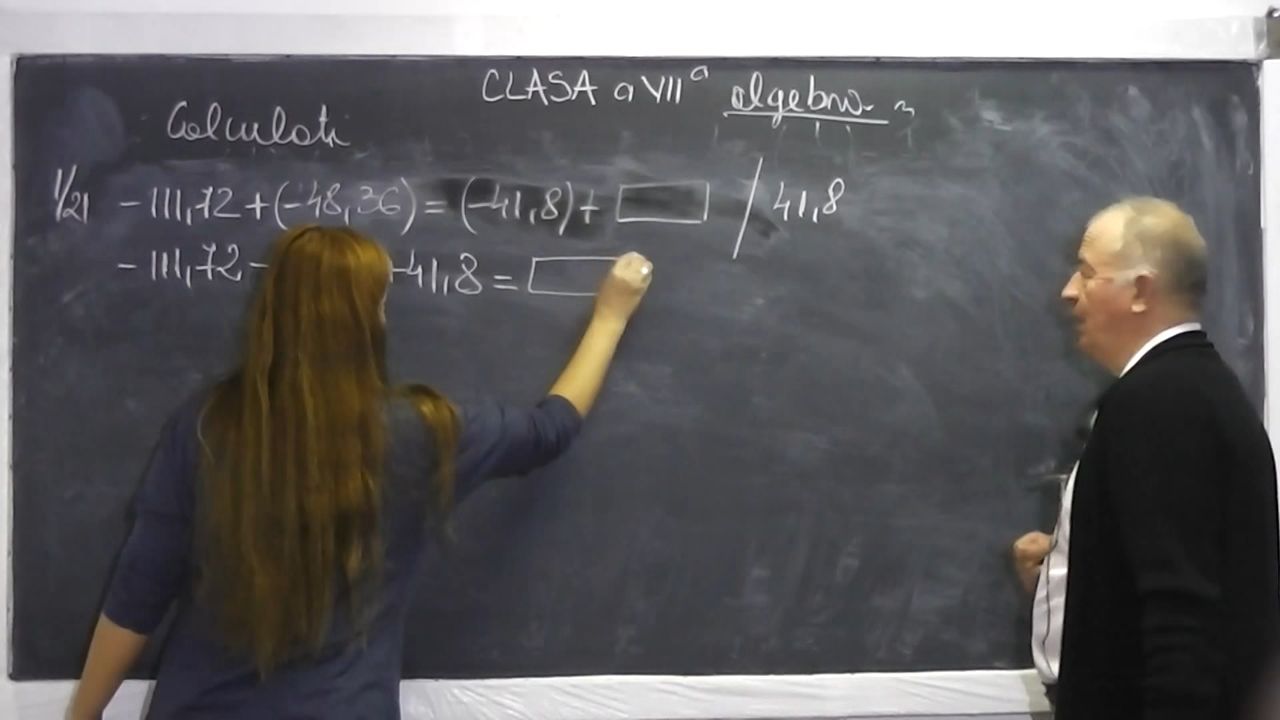 CLASA a VII a algebra
Calculati
1/21 -111,72+(-48,36)=(-41,8)+ / 41,8
-111,72- -41,8=